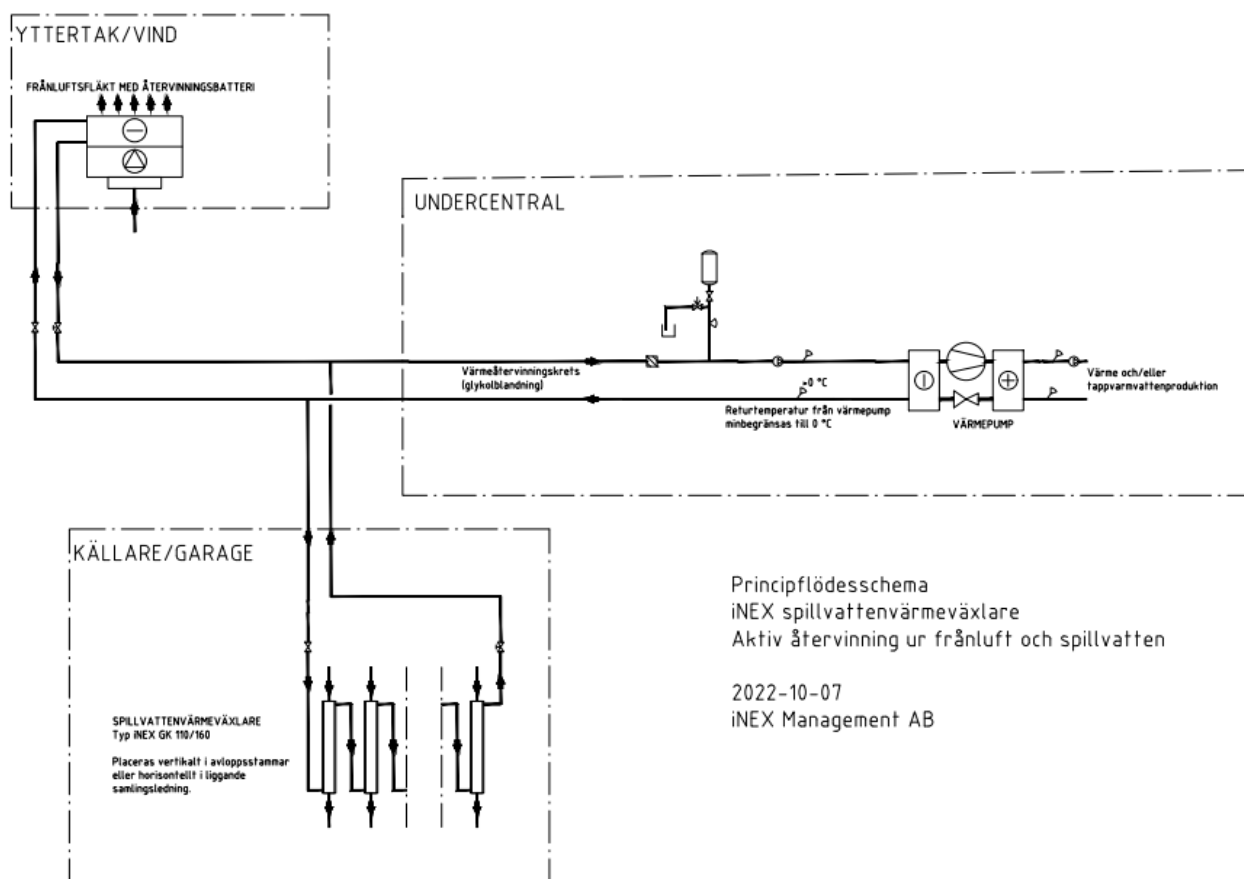 YTTERTAK/VIND
FRÅNLUFTSFLÄKT MED ÅTERVINNINGSBATTERI
UNDERCENTRAL
Värmeåtervinningskrets
(glykolblandning)
Värme och/eller
tappvarmvattenproduktion
Returtemperatur från värmepump
minbegränsas till 0 °C
VÄRMEPUMP
KÄLLARE/GARAGE
SPILLVATTENVÄRMEVÄXLARE
Typ iNEX GK 110/160
Placeras vertikalt i avloppsstammar
eller horisontellt i liggande
samlingsledning.
Principflödesschema
iNEX spillvattenvärmeväxlare
Aktiv återvinning ur frånluft och spillvatten
2022-10-07
iNEX Management AB